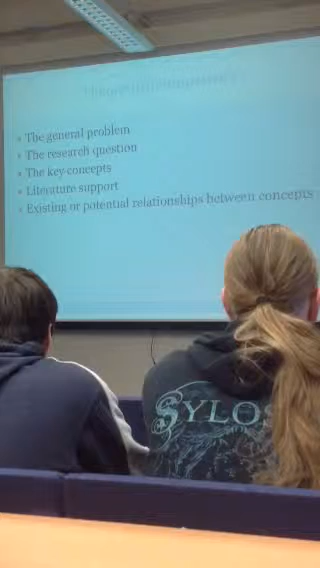 The general problem
The research question
The key concepts
Literature support
Existing or potential relationships between concepts
SYLOS